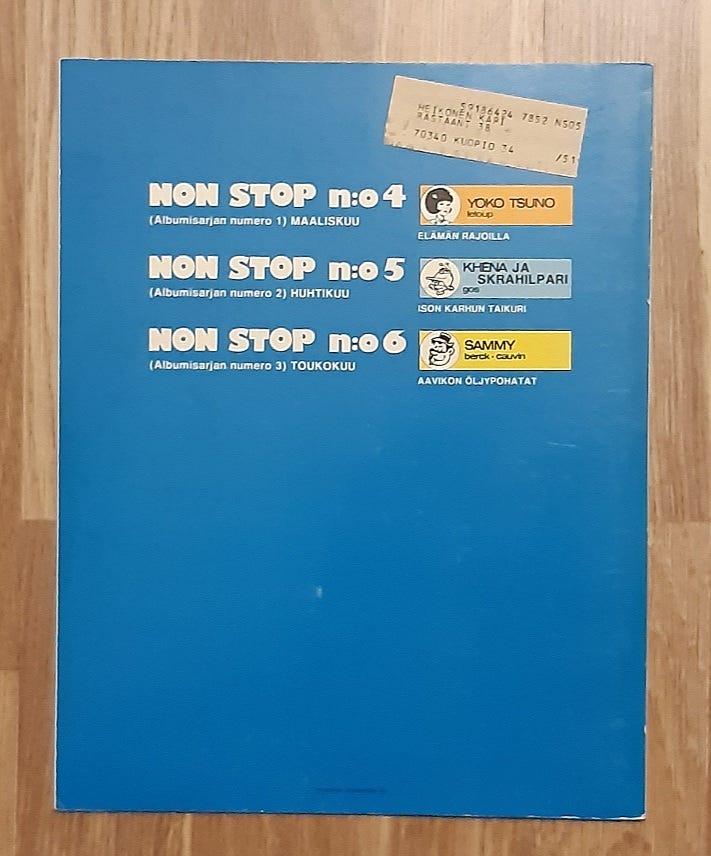 59186424 7852 NS05
HEIKONEN KARI
RASTAANT 38
70340 KUOPIO 34 /51
NON STOP n:o 4
(Albumisarjan numero 1) MAALISKUU
YOKO TSUNO
leloup
ELÄMÄN RAJOILLA
NON STOP n:o 5
(Albumisarjan numero 2) HUHTIKUU
KHENA JA
SKRAHILPARI
gos
ISON KARHUN TAIKURI
NON STOP n:o 6
(Albumisarjan numero 3) TOUKOKUU
SAMMY
berck - cauvin
AAVIKON ÖLJYPOHATAT